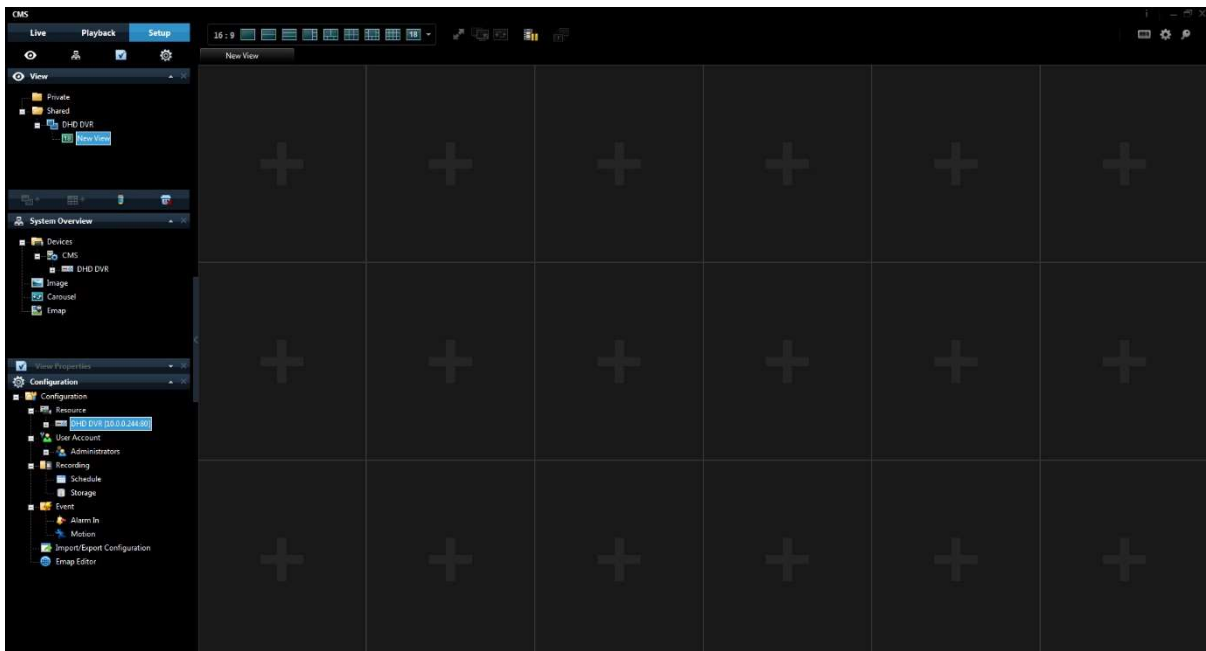 CMS
Live Playback Setup
16 : 9 18
New View
View
Private
Shared
DHD DVR
New View
System Overview
Devices
CMS
DHD DVR
Image
Carousel
Emap
View Properties
Configuration
Configuration
Resource
DHD DVR [10.0.0.244:80]
User Account
Administrators
Recording
Schedule
Storage
Event
Alarm In
Motion
Import/Export Configuration
Emap Editor